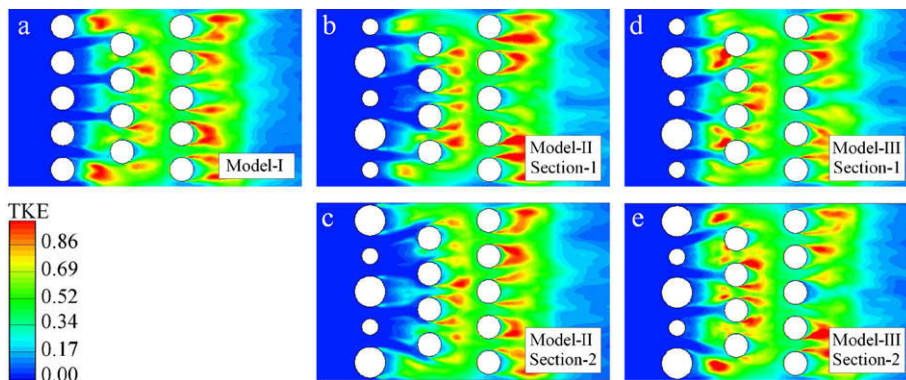 a
Model-I
b
Model-II
Section-1
d
Model-III
Section-1
TKE
0.86
0.69
0.52
0.34
0.17
0.00
c
Model-II
Section-2
e
Model-III
Section-2